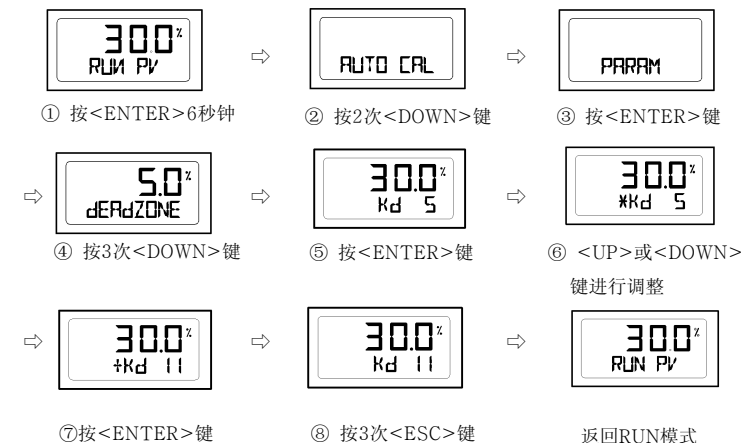 30.0%
RUN PV
⇨
AUTO CAL
⇨
PARAM
① 按<ENTER>6秒钟
② 按2次<DOWN>键
③ 按<ENTER>键
⇨
5.0%
dEAdZONE
⇨
30.0%
Kd 5
⇨
30.0%
*Kd 5
④ 按3次<DOWN>键
⑤ 按<ENTER>键
⑥ <UP>或<DOWN>
键进行调整
⇨
30.0%
+Kd 11
⇨
30.0%
Kd 11
⇨
30.0%
RUN PV
⑦按<ENTER>键
⑧ 按3次<ESC>键
返回RUN模式